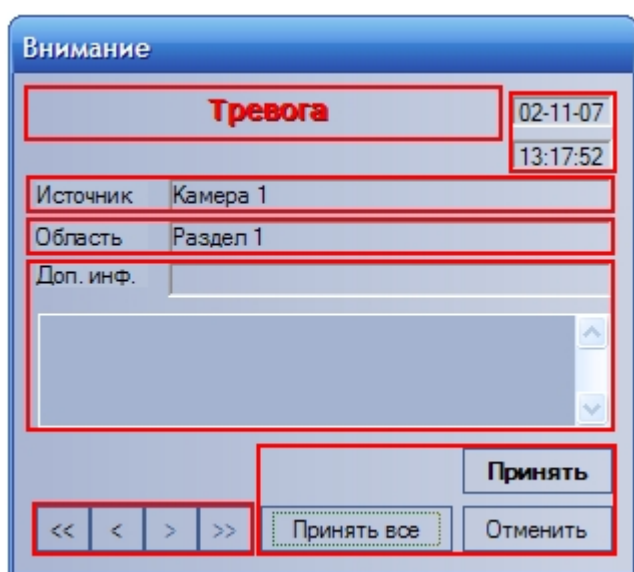 Внимание
Тревога
02-11-07
13:17:52
Источник Камера 1
Область Раздел 1
Доп. инф.
Принять
<< < > >> Принять все Отменить